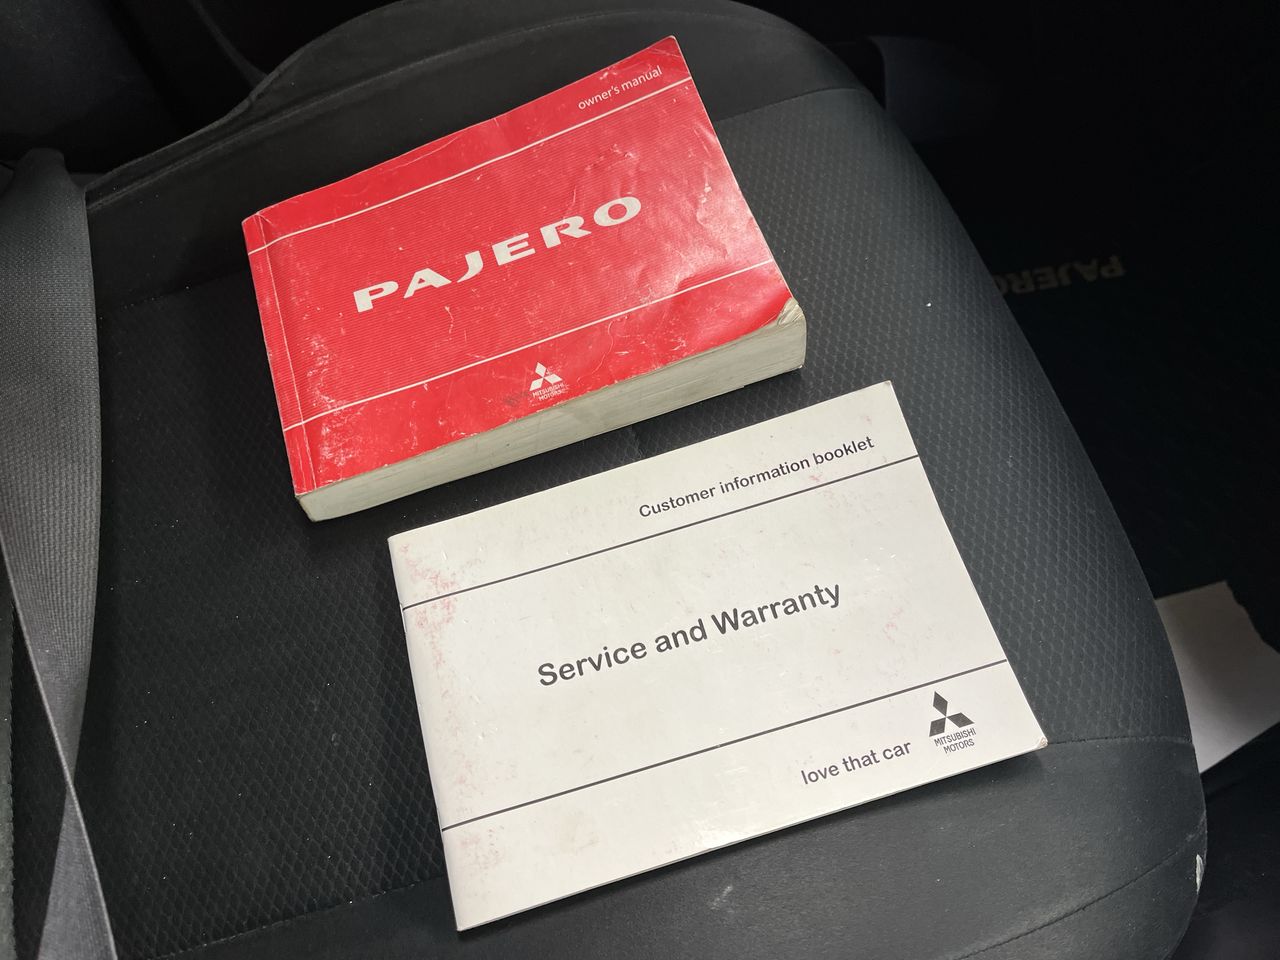 owner's manual
PAJERO
MITSUBISHI
MOTORS
PAJERO
Customer information booklet
Service and Warranty
love that car
MITSUBISHI
MOTORS